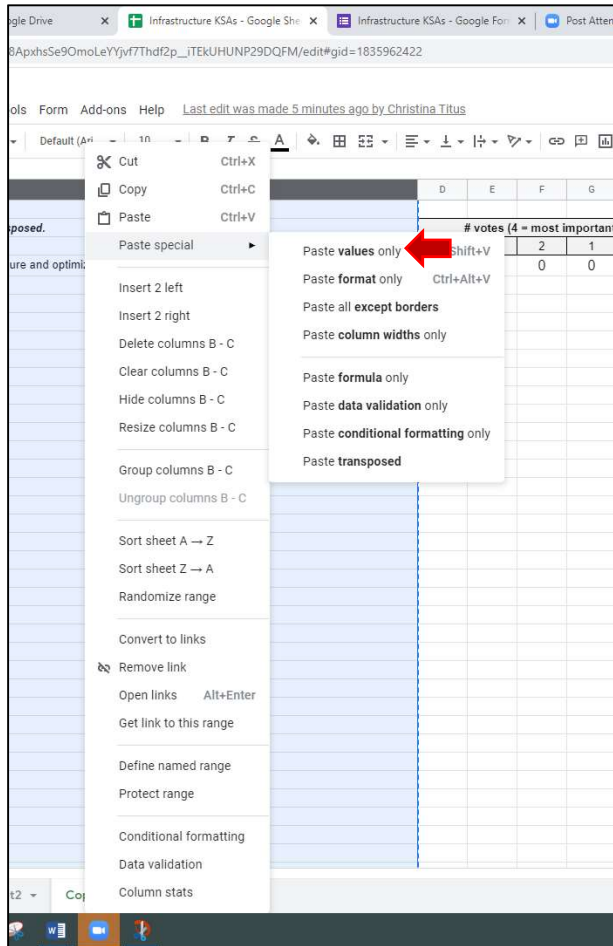 ogle Drive
Infrastructure KSAs - Google She
Infrastructure KSAs - Google Forr
Post Atten
8ApxhsSe9OmoLeYYjvf7Thdf2p__iTEkUHUNP29DQFM/edit#gid=1835962422
ols Form Add-ons Help Last edit was made 5 minutes ago by Christina Titus
Default (Ari 10 B I S A
D E F G
sposed.
# votes (4 = most important
2 1
ure and optimiz
0 0
Cut Ctrl+X
Copy Ctrl+C
Paste Ctrl+V
Paste special
Insert 2 left
Insert 2 right
Delete columns B - C
Clear columns B - C
Hide columns B - C
Resize columns B - C
Group columns B - C
Ungroup columns B - C
Sort sheet A → Z
Sort sheet Z → A
Randomize range
Convert to links
Remove link
Open links Alt+Enter
Get link to this range
Define named range
Protect range
Conditional formatting
Data validation
Column stats
Paste values only Shift+V
Paste format only Ctrl+Alt+V
Paste all except borders
Paste column widths only
Paste formula only
Paste data validation only
Paste conditional formatting only
Paste transposed
t2 Cop